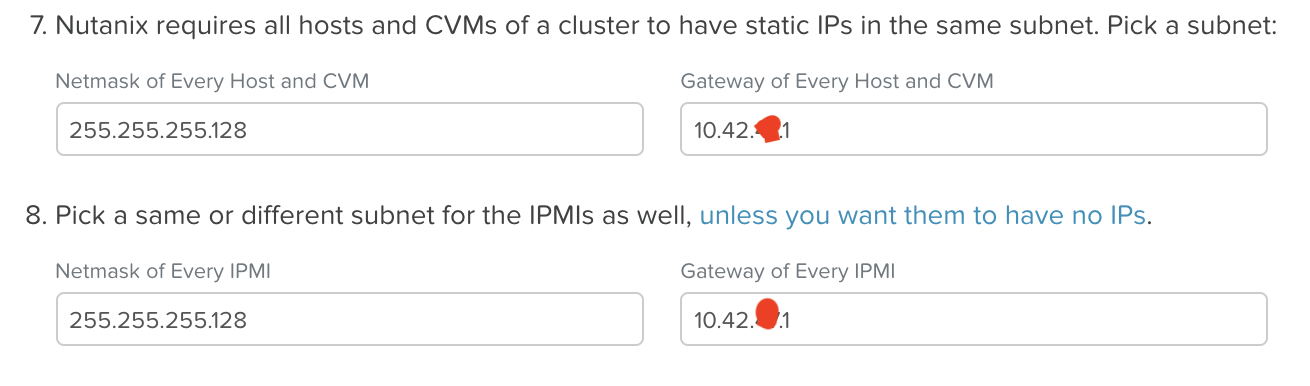 7. Nutanix requires all hosts and CVMs of a cluster to have static IPs in the same subnet. Pick a subnet:
Netmask of Every Host and CVM Gateway of Every Host and CVM
255.255.255.128 10.42. .1
8. Pick a same or different subnet for the IPMIs as well, unless you want them to have no IPs.
Netmask of Every IPMI Gateway of Every IPMI
255.255.255.128 10.42. .1